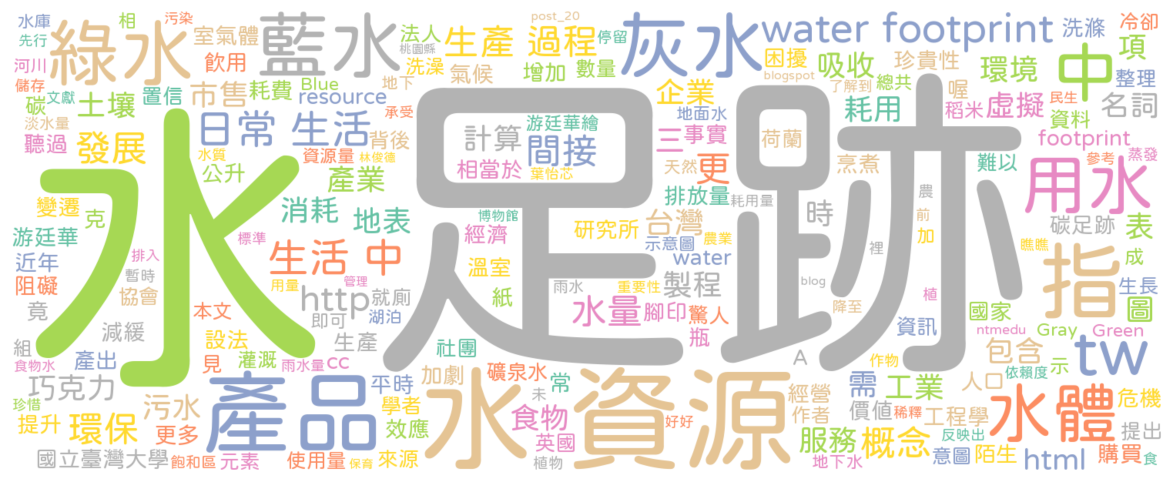 水庫 相 污染 室氣體 法人 post_20 停留 洗滌 冷卻
先行 綠水 藍水 桃園縣 生產 過程 灰水 water footprint 項
河川 飲用 洗澡 氣候 增加 數量 困擾 吸收 珍貴性 環境 中 整理
儲存 碳 文獻 Blue 地下 blogspot 總共 了解到 喔
淡水量 土壤 置信 市售 耗費 resource 承受 企業 地面水 耗用 稻米 虛擬 民生 名詞
聽過 發展 日常 生活 背後 計算 游廷華繪 三 事實 荷蘭 資料 footprint
水質 資源量 林俊德 間接 相當於 葉怡芯 天然 更 烹煮 難以 參考 蒸發
公升 產業 排放量 耗用量 農 用水
變遷 克 消耗 地表 博物館 研究所 台灣 時 前 碳足跡 表
水 足跡
游廷華 標準 經濟 示意圖 農業 加 裡 瞧瞧 成
近年 排入 生活 中 溫室 water 指 生長
阻礙 暫時 用量 管理 雨水 重要性 blog 植
竟 協會 本文 http 就廁 紙 水量 腳印 製程 驚人 降至 國家 圖
減緩 設法 即可 湖泊 瓶 資訊 ntmedu Gray Green
組 產出 見 灌溉 雨水量 cc 生產 社團 A 作物 包含 示 tw
食物水 巧克力 產品 平時 加劇 礦泉水 常 水資源 經營 需 工業 人口 依賴度 水體 危機
珍惜 提升 環保 污水 學者 食物 未 好好 作者 價值 稀釋 工程學 提出
更多 效應 英國 服務 概念 反映出 陌生 購買
國立臺灣大學 飽和區 元素 使用量 保育 來源 植物 地下水 意圖 html 食